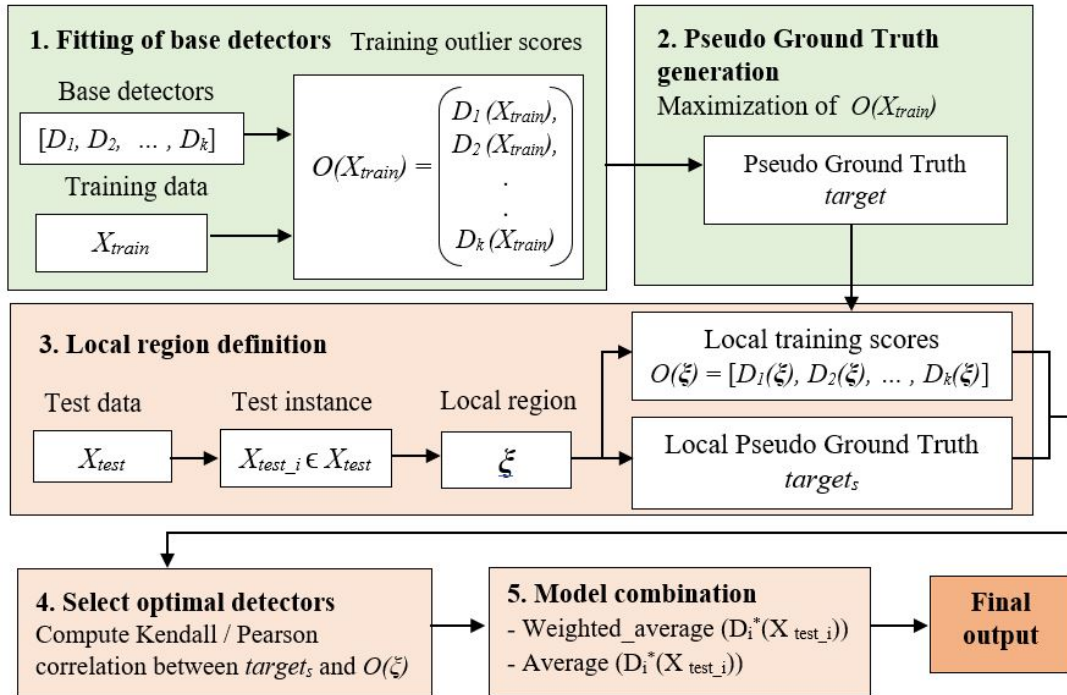 1. Fitting of base detectors
Training outlier scores
Base detectors
[D1, D2, ... , Dk]
Training data
Xtrain
O(Xtrain) =
D1 (Xtrain),
D2 (Xtrain),
.
.
Dk (Xtrain)
2. Pseudo Ground Truth
generation
Maximization of O(Xtrain)
Pseudo Ground Truth
target
3. Local region definition
Test data
Xtest
Test instance
Xtest_i ϵ Xtest
Local region
ξ
Local training scores
O(ξ) = [D1(ξ), D2(ξ), ... , Dk(ξ)]
Local Pseudo Ground Truth
targets
4. Select optimal detectors
Compute Kendall / Pearson
correlation between targets and O(ξ)
5. Model combination
- Weighted_average (Di*(X test_i))
- Average (Di*(X test_i))
Final
output